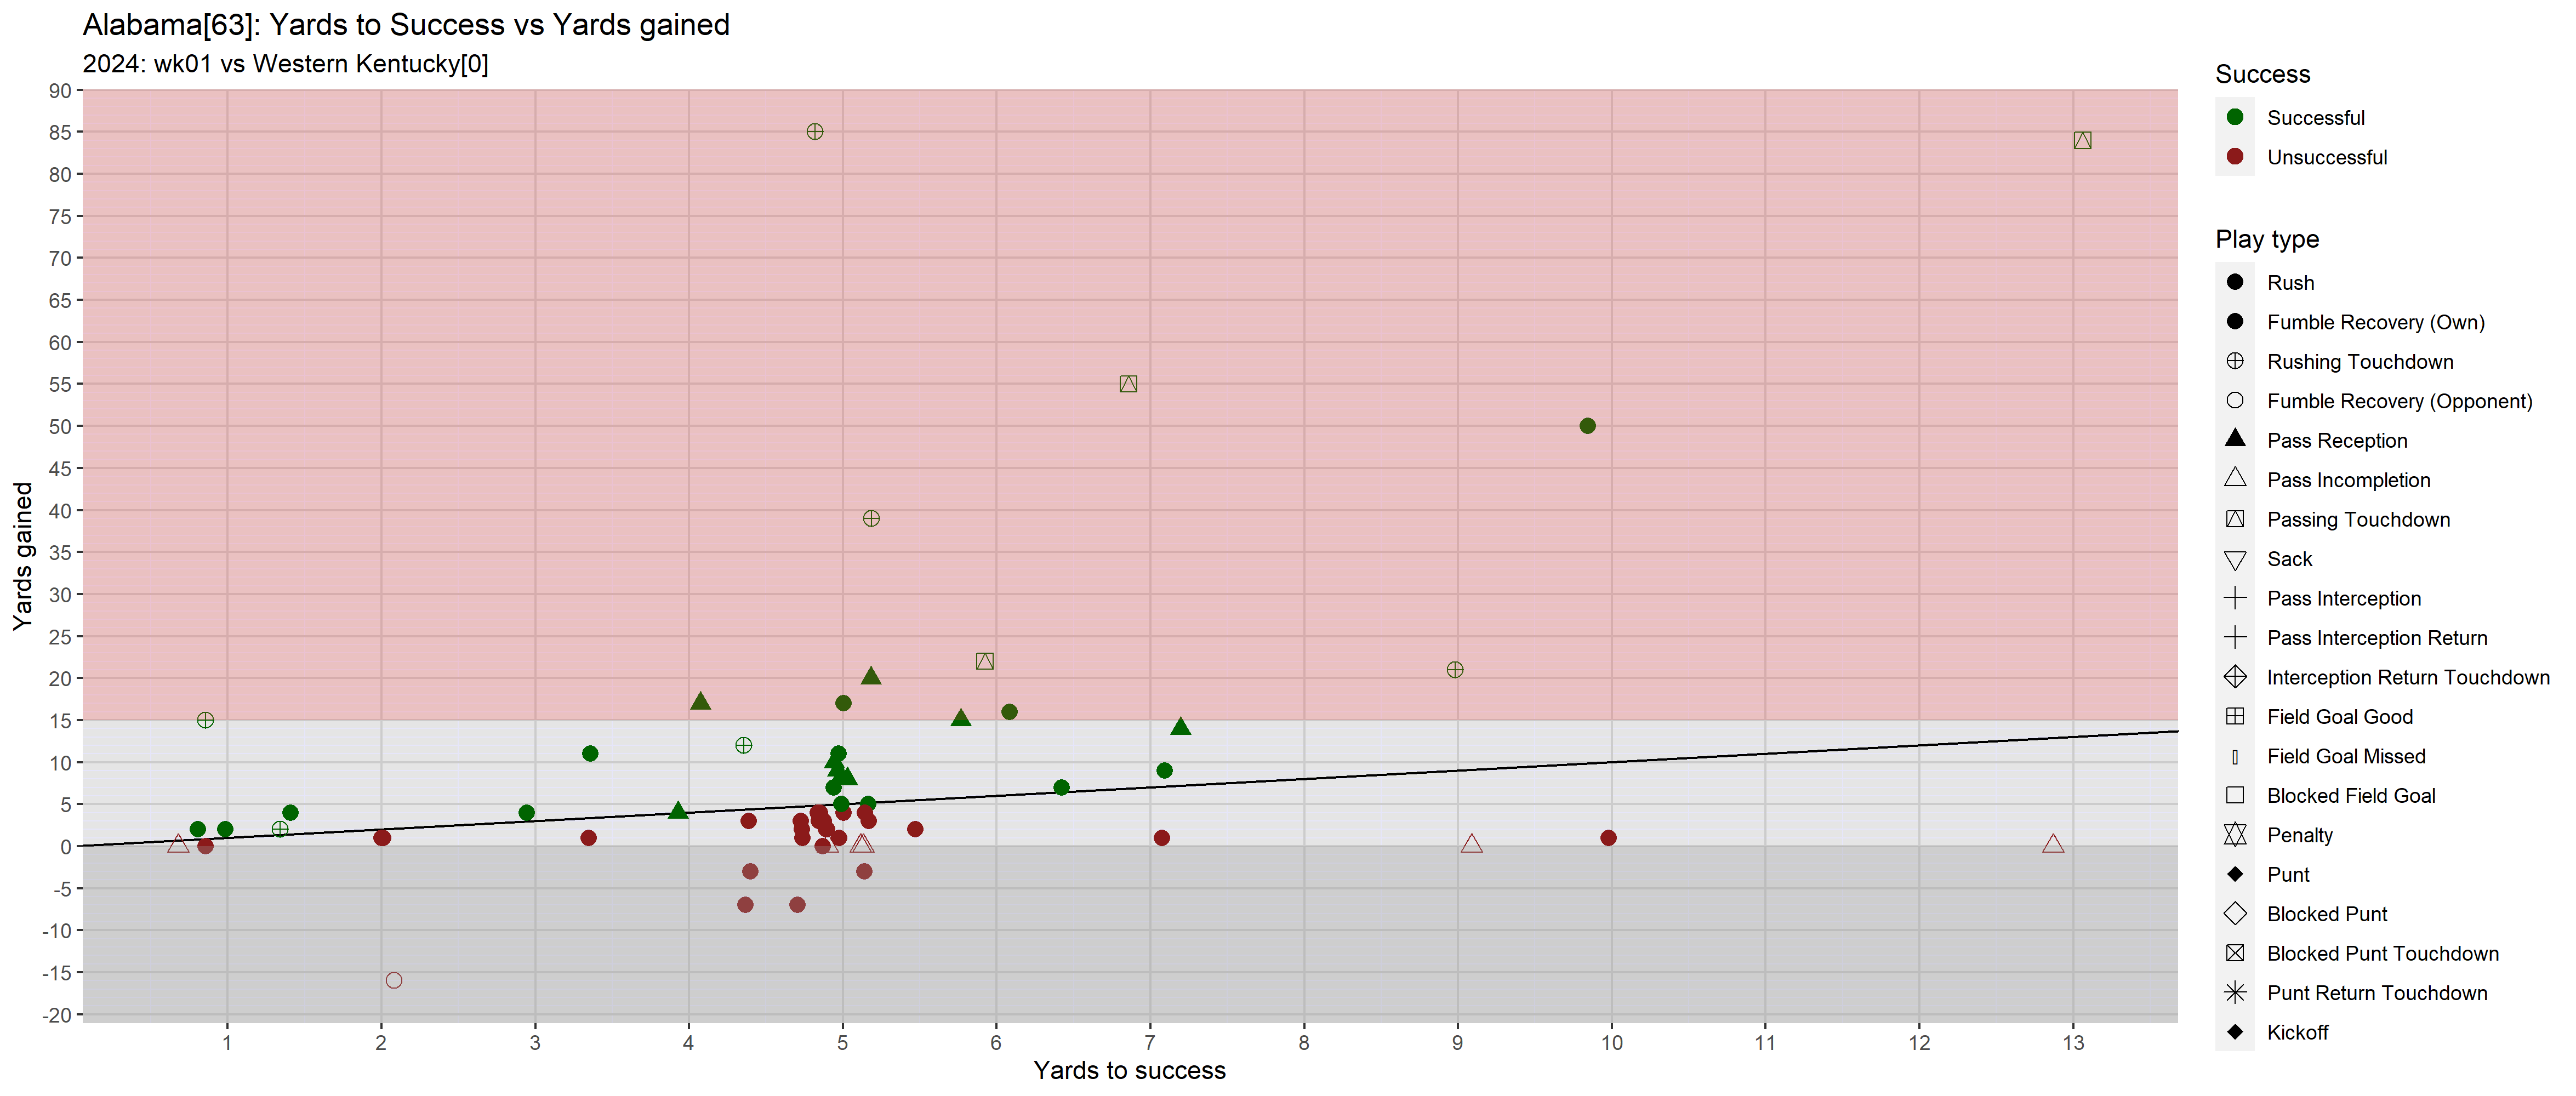 Alabama[63]: Yards to Success vs Yards gained
2024: wk01 vs Western Kentucky[0]
90
85
80
75
70
65
60
55
50
45
40
35
30
25
20
15
10
5
0
-5
-10
-15
-20
Yards gained
1 2 3 4 5 6 7 8 9 10 11 12 13
Yards to success
Success
Successful
Unsuccessful
Play type
Rush
Fumble Recovery (Own)
Rushing Touchdown
Fumble Recovery (Opponent)
Pass Reception
Pass Incompletion
Passing Touchdown
Sack
Pass Interception
Pass Interception Return
Interception Return Touchdown
Field Goal Good
Field Goal Missed
Blocked Field Goal
Penalty
Punt
Blocked Punt
Blocked Punt Touchdown
Punt Return Touchdown
Kickoff